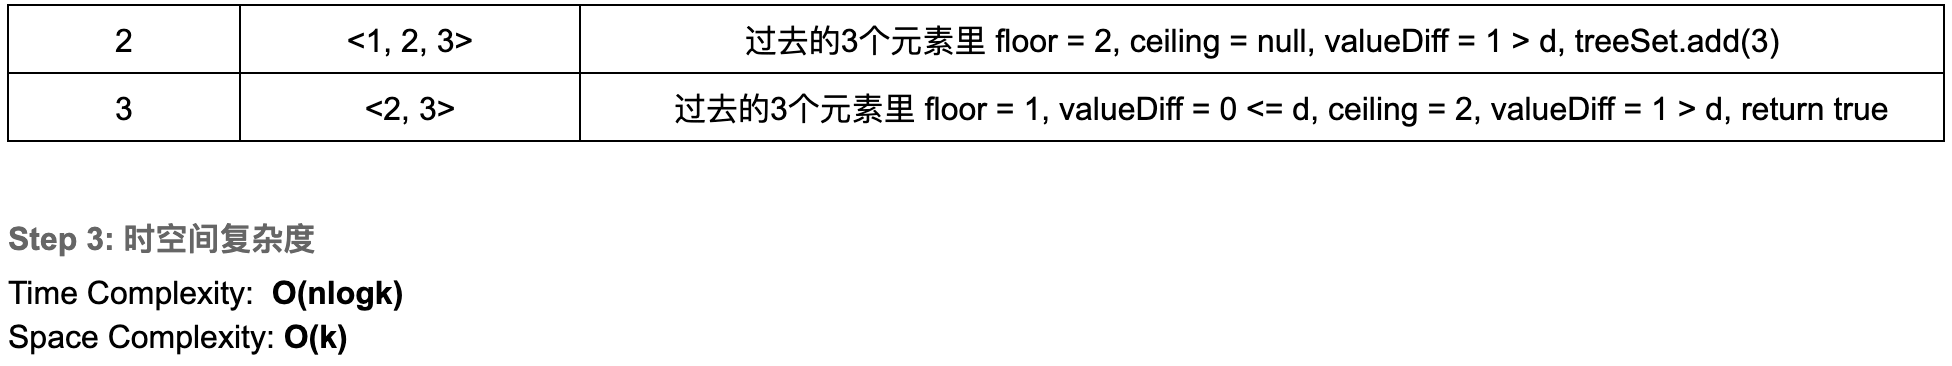 2 <1, 2, 3> 过去的3个元素里 floor = 2, ceiling = null, valueDiff = 1 > d, treeSet.add(3)
3 <2, 3> 过去的3个元素里 floor = 1, valueDiff = 0 <= d, ceiling = 2, valueDiff = 1 > d, return true
Step 3: 时空间复杂度
Time Complexity: O(nlogk)
Space Complexity: O(k)